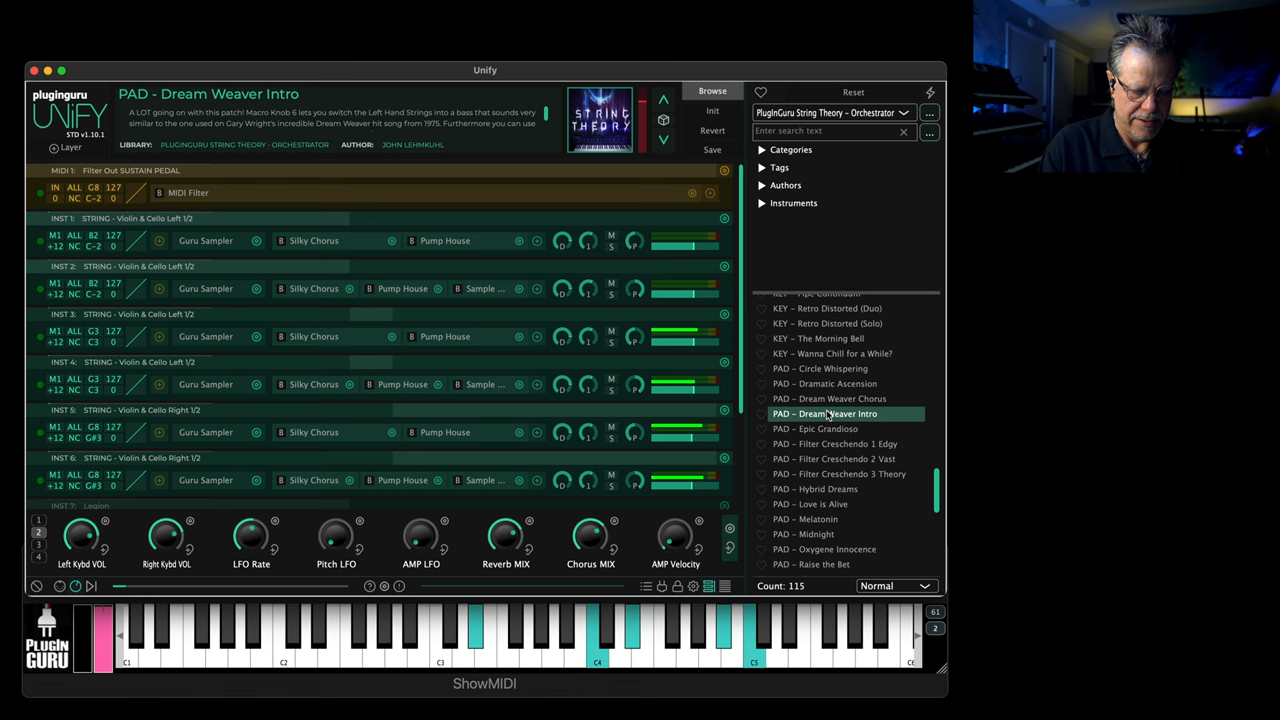 Unify
pluginguru
UNIFY
STD v1.10.1
Layer
PAD - Dream Weaver Intro
A LOT going on with this patch! Macro Knob 6 lets you switch the Left Hand Strings into a bass that sounds very
similar to the one used on Gary Wright's incredible Dream Weaver hit song from 1975. Furthermore you can use
LIBRARY: PLUGINGURU STRING THEORY - ORCHESTRATOR AUTHOR: JOHN LEHMKUHL
STRING
THEORY
Browse
Init
Revert
Save
Reset
PlugInGuru String Theory - Orchestrator
...
Enter search text
...
Categories
Tags
Authors
Instruments
MIDI 1: Filter Out SUSTAIN PEDAL
IN ALL G8 127
0 NC C-2 0
B MIDI Filter
INST 1: STRING - Violin & Cello Left 1/2
M1 ALL B2 127
+12 NC C-2 0
Guru Sampler B Silky Chorus B Pump House D 1 M S P
INST 2: STRING - Violin & Cello Left 1/2
M1 ALL B2 127
+12 NC C-2 0
Guru Sampler B Silky Chorus B Pump House B Sample ... D 1 M S P
INST 3: STRING - Violin & Cello Left 1/2
M1 ALL G3 127
+12 NC C3 0
Guru Sampler B Silky Chorus B Pump House D 1 M S P
INST 4: STRING - Violin & Cello Left 1/2
M1 ALL G3 127
+12 NC C3 0
Guru Sampler B Silky Chorus B Pump House B Sample ... D 1 M S P
INST 5: STRING - Violin & Cello Right 1/2
M1 ALL G8 127
+12 NC G#3 0
Guru Sampler B Silky Chorus B Pump House D 1 M S P
INST 6: STRING - Violin & Cello Right 1/2
M1 ALL G8 127
+12 NC G#3 0
Guru Sampler B Silky Chorus B Pump House B Sample ... D 1 M S P
INST 7: Legion
KEY - Retro Distorted (Duo)
KEY - Retro Distorted (Solo)
KEY - The Morning Bell
KEY - Wanna Chill for a While?
PAD - Circle Whispering
PAD - Dramatic Ascension
PAD - Dream Weaver Chorus
PAD - Dream Weaver Intro
PAD - Epic Grandioso
PAD - Filter Creschendo 1 Edgy
PAD - Filter Creschendo 2 Vast
PAD - Filter Creschendo 3 Theory
PAD - Hybrid Dreams
PAD - Love is Alive
PAD - Melatonin
PAD - Midnight
PAD - Oxygene Innocence
PAD - Raise the Bet
Count: 115
Normal
1
2
3
4
Left Kybd VOL
Right Kybd VOL
LFO Rate
Pitch LFO
AMP LFO
Reverb MIX
Chorus MIX
AMP Velocity
PLUGIN
GURU
C1 C2 C3 C4 C5 C6
61
2
ShowMIDI